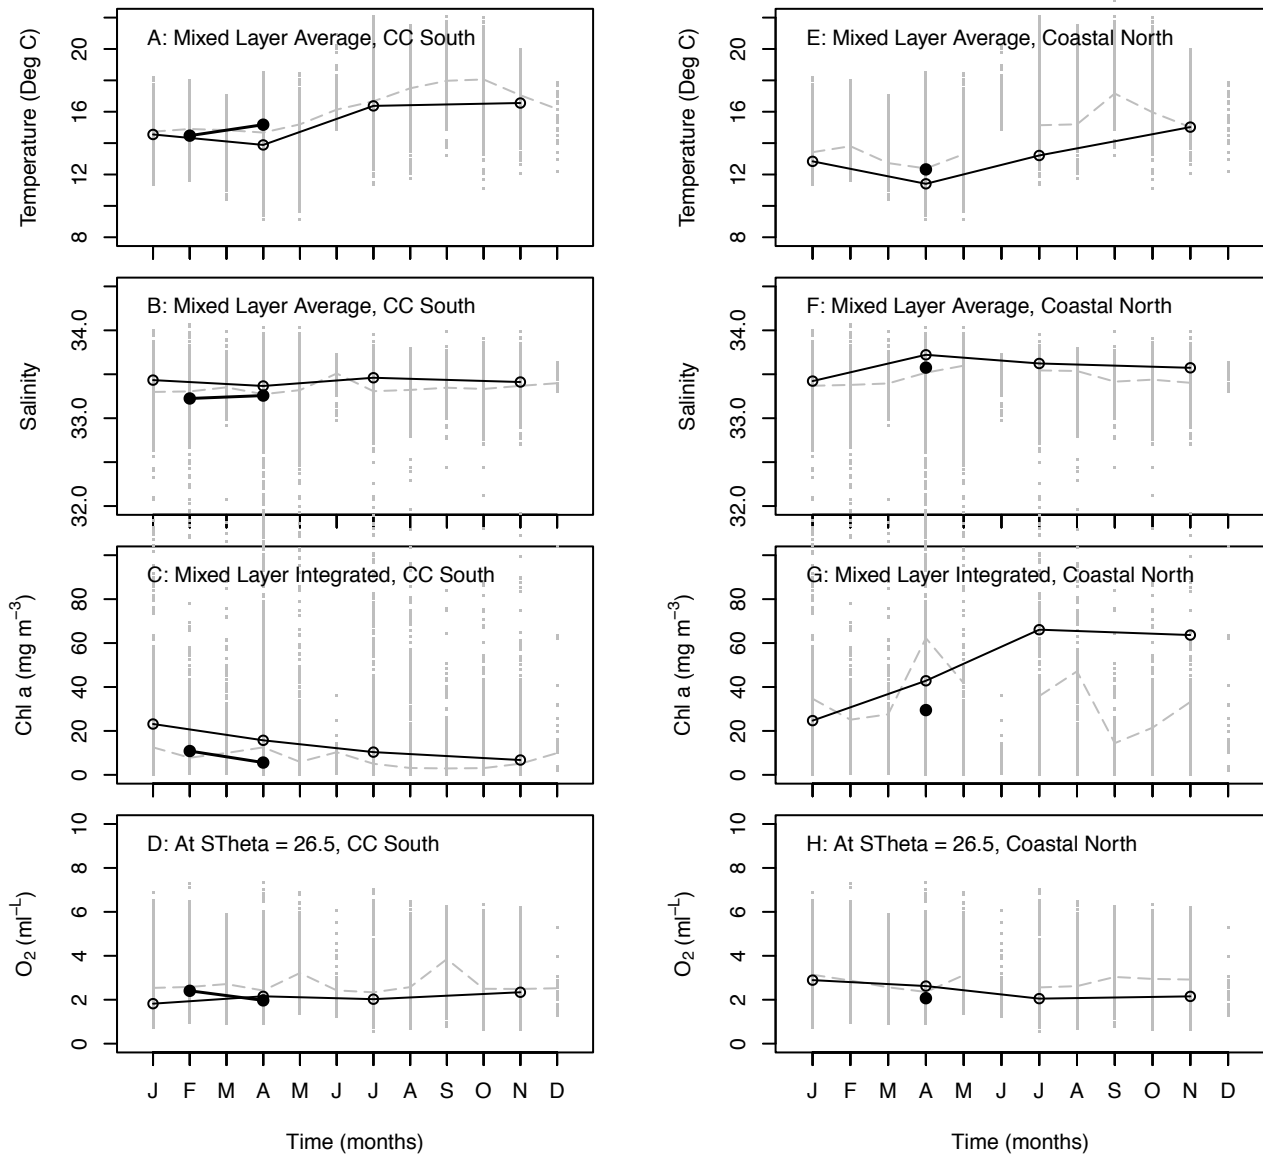 A: Mixed Layer Average, CC South
Temperature (Deg C)
20
16
12
8
E: Mixed Layer Average, Coastal North
Temperature (Deg C)
20
16
12
8
B: Mixed Layer Average, CC South
Salinity
34.0
33.0
32.0
F: Mixed Layer Average, Coastal North
Salinity
34.0
33.0
32.0
C: Mixed Layer Integrated, CC South
Chl a (mg m⁻³)
80
60
40
20
0
G: Mixed Layer Integrated, Coastal North
Chl a (mg m⁻³)
80
60
40
20
0
D: At STheta = 26.5, CC South
O₂ (ml⁻ᴸ)
10
8
6
4
2
0
J F M A M J J A S O N D
Time (months)
H: At STheta = 26.5, Coastal North
O₂ (ml⁻ᴸ)
10
8
6
4
2
0
J F M A M J J A S O N D
Time (months)